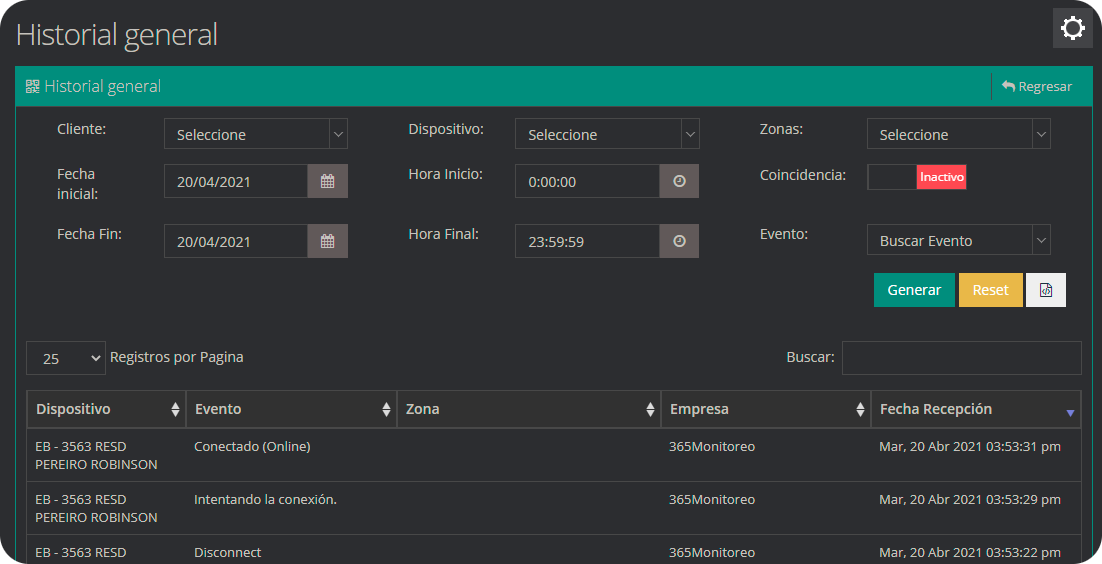 Historial general
Historial general
Regresar
Cliente: Seleccione Dispositivo: Seleccione Zonas: Seleccione
Fecha inicial: 20/04/2021 Hora Inicio: 0:00:00 Coincidencia: Inactivo
Fecha Fin: 20/04/2021 Hora Final: 23:59:59 Evento: Buscar Evento
Generar Reset
25 Registros por Pagina Buscar:
Dispositivo Evento Zona Empresa Fecha Recepción
EB - 3563 RESD PEREIRO ROBINSON Conectado (Online) 365Monitoreo Mar, 20 Abr 2021 03:53:31 pm
EB - 3563 RESD PEREIRO ROBINSON Intentando la conexión. 365Monitoreo Mar, 20 Abr 2021 03:53:29 pm
EB - 3563 RESD Disconnect 365Monitoreo Mar, 20 Abr 2021 03:53:22 pm